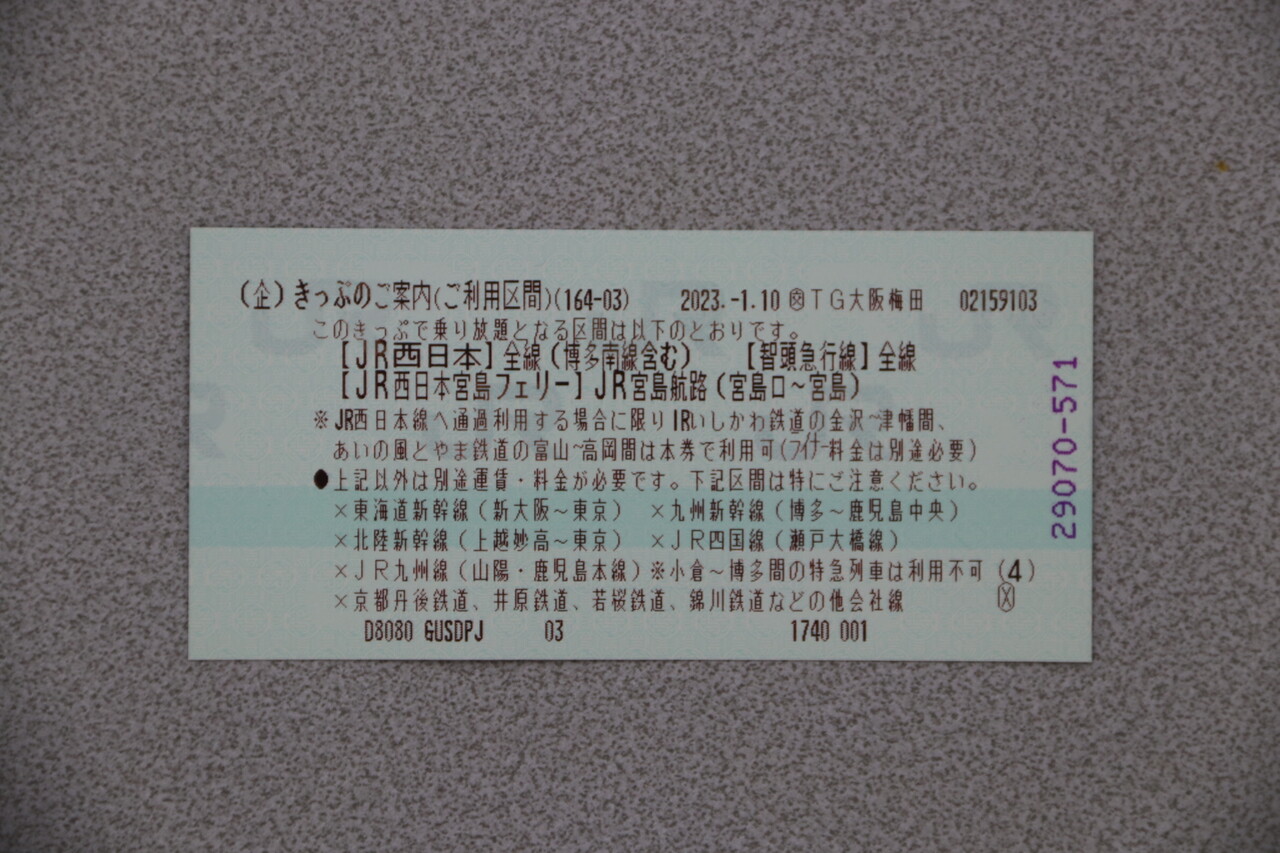 (企)きっぷのご案内(ご利用区間)(164-03) 2023.-1.10 ㊇TG大阪梅田 02159103
このきっぷで乗り放題となる区間は以下のとおりです。
【JR西日本】全線(博多南線含む) 【智頭急行線】全線
【JR西日本宮島フェリー】JR宮島航路(宮島口~宮島)
※JR西日本線へ通過利用する場合に限りIRいしかわ鉄道の金沢~津幡間、
あいの風とやま鉄道の富山~高岡間は本券で利用可(ライナー料金は別途必要)
●上記以外は別途運賃・料金が必要です。下記区間は特にご注意ください。
×東海道新幹線(新大阪~東京) ×九州新幹線(博多~鹿児島中央)
×北陸新幹線(上越妙高~東京) ×JR四国線(瀬戸大橋線)
×JR九州線(山陽・鹿児島本線)※小倉~博多間の特急列車は利用不可 (4)
×京都丹後鉄道、井原鉄道、若桜鉄道、錦川鉄道などの他会社線 Ⓧ
D8080 GUSDPJ 03 1740 001
29070-571